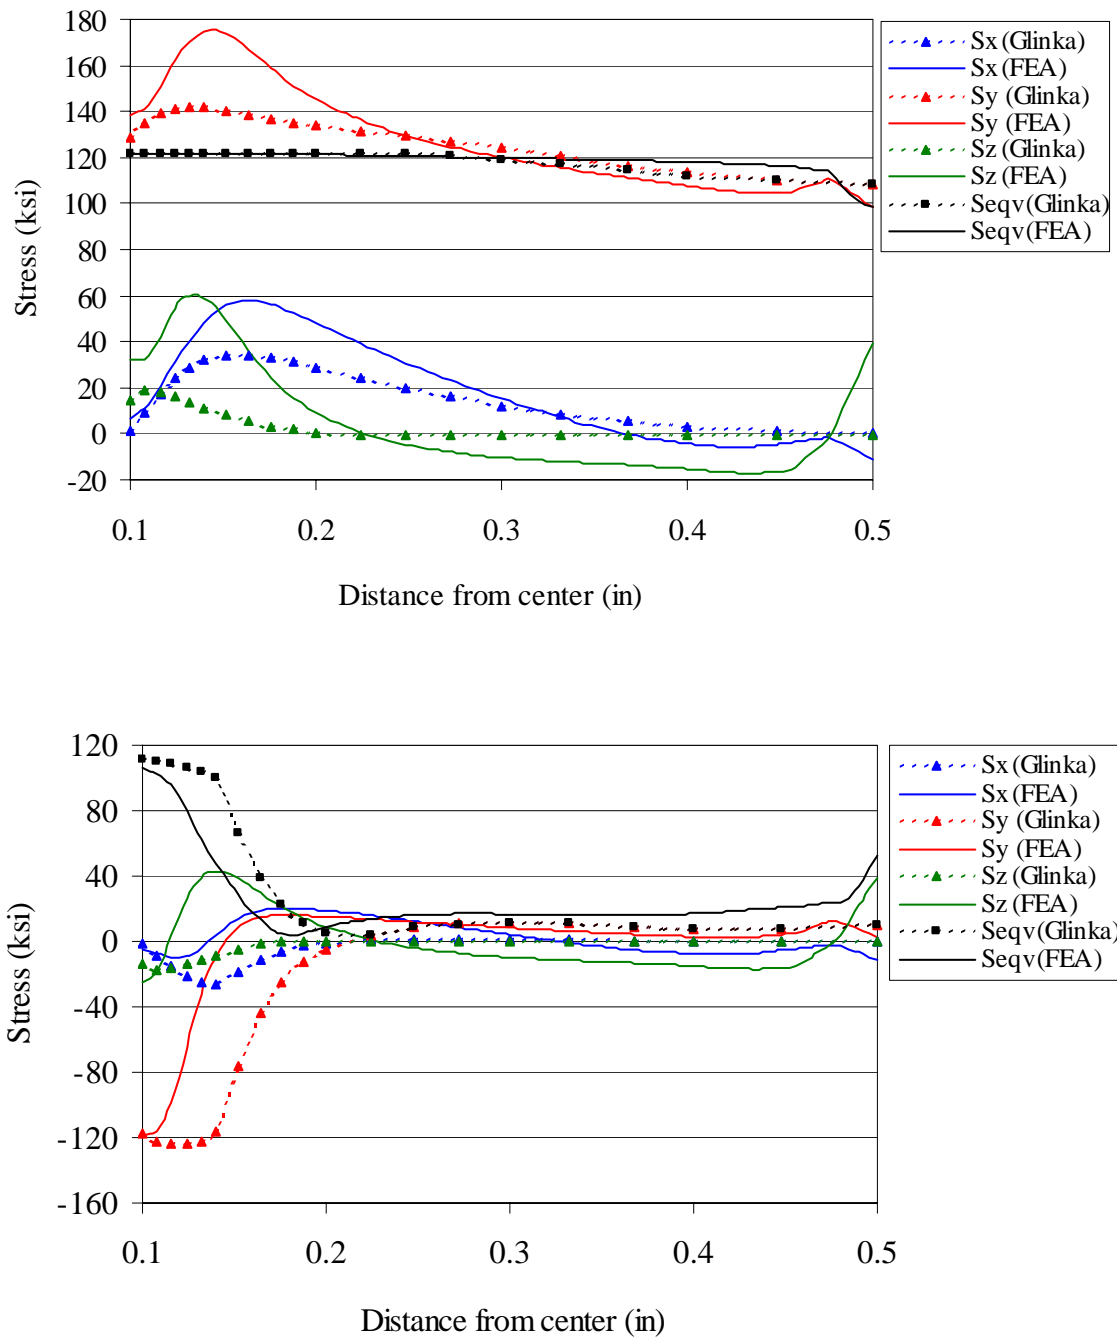 180
160
140
120
100
80
60
40
20
0
-20
Stress (ksi)
0.1 0.2 0.3 0.4 0.5
Distance from center (in)
Sx (Glinka)
Sx (FEA)
Sy (Glinka)
Sy (FEA)
Sz (Glinka)
Sz (FEA)
Seqv (Glinka)
Seqv (FEA)
120
80
40
0
-40
-80
-120
-160
Stress (ksi)
0.1 0.2 0.3 0.4 0.5
Distance from center (in)
Sx (Glinka)
Sx (FEA)
Sy (Glinka)
Sy (FEA)
Sz (Glinka)
Sz (FEA)
Seqv (Glinka)
Seqv (FEA)